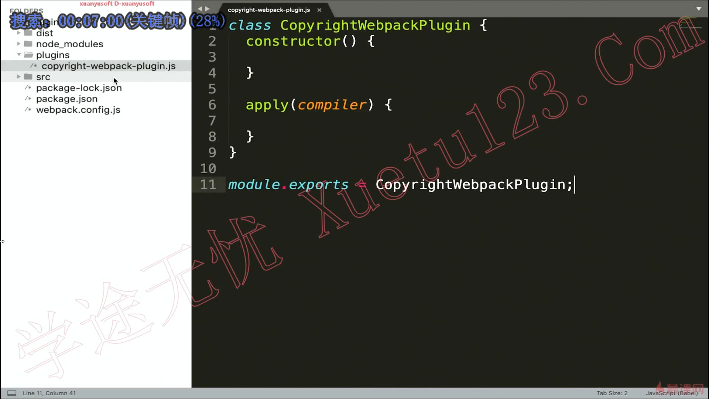 xuanyusoft D-xuanyusoft
FOLDERS
搜索 00:07:00(关键帧)(28%)
dist
node_modules
plugins
copyright-webpack-plugin.js
src
package-lock.json
package.json
webpack.config.js
copyright-webpack-plugin.js ×
1 class CopyrightWebpackPlugin {
2 constructor() {
3
4 }
5
6 apply(compiler) {
7
8 }
9 }
10
11 module.exports = CopyrightWebpackPlugin;
学途无忧 Xuetu123.Com
Line 11, Column 41
Tab Size: 2
JavaScript (Babel)